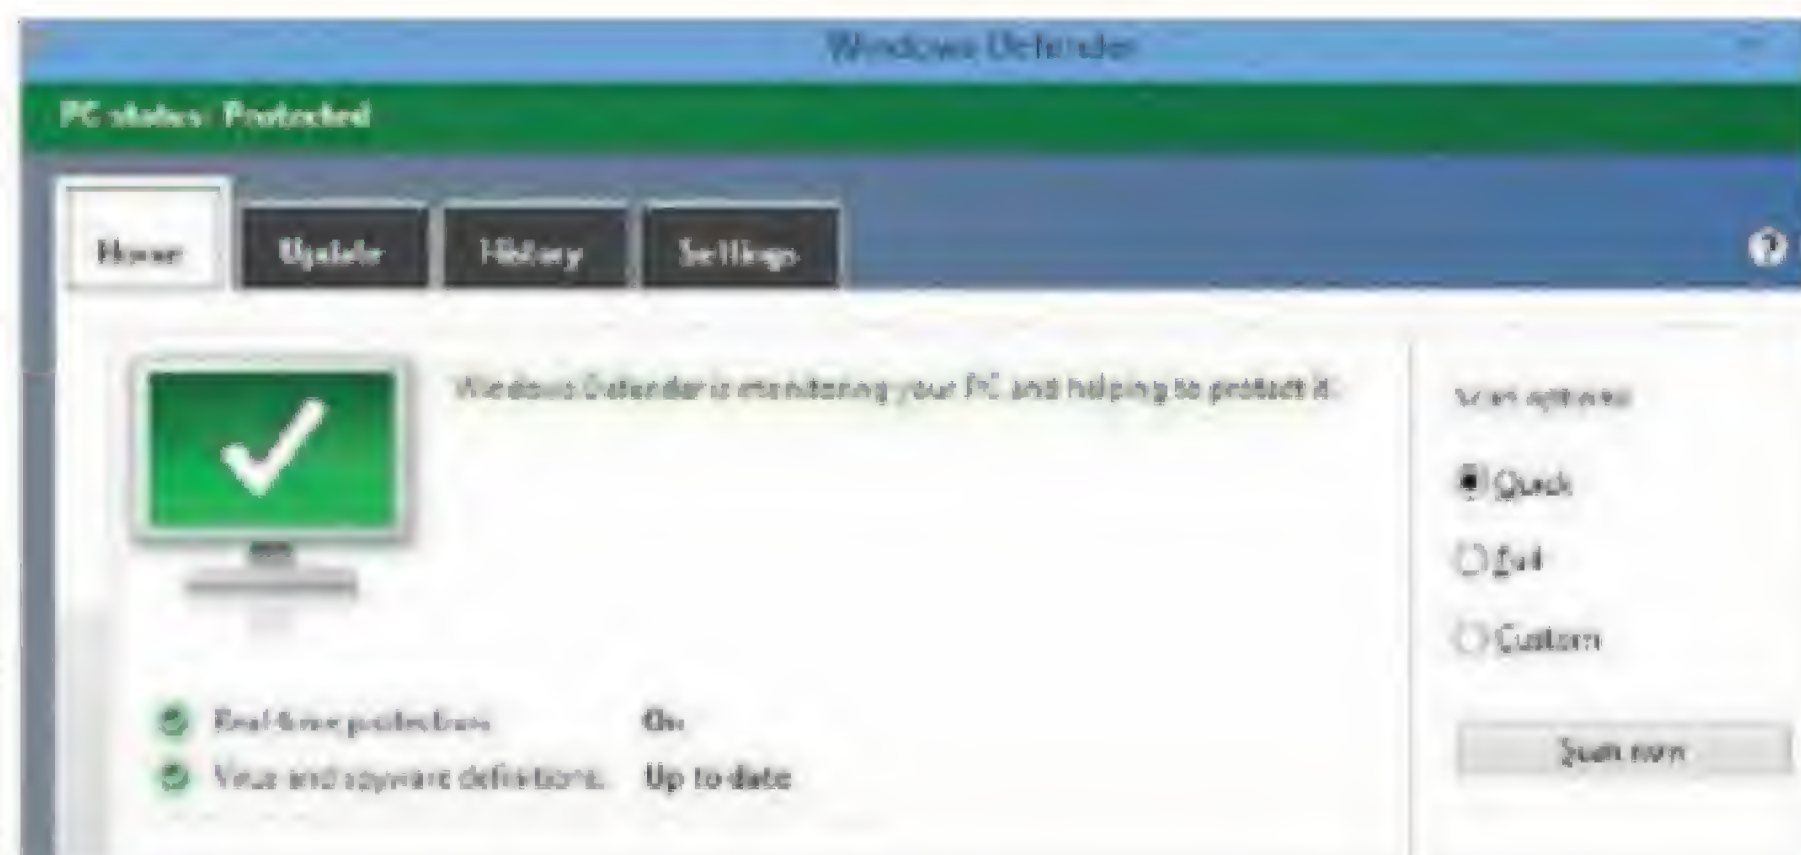 Windows Defender
PC status: Protected
Home
Update
History
Settings
Windows Defender is monitoring your PC and helping to protect it.
Scan options:
Quick
Full
Custom
Real-time protection: On
Virus and spyware definitions: Up to date
Scan now